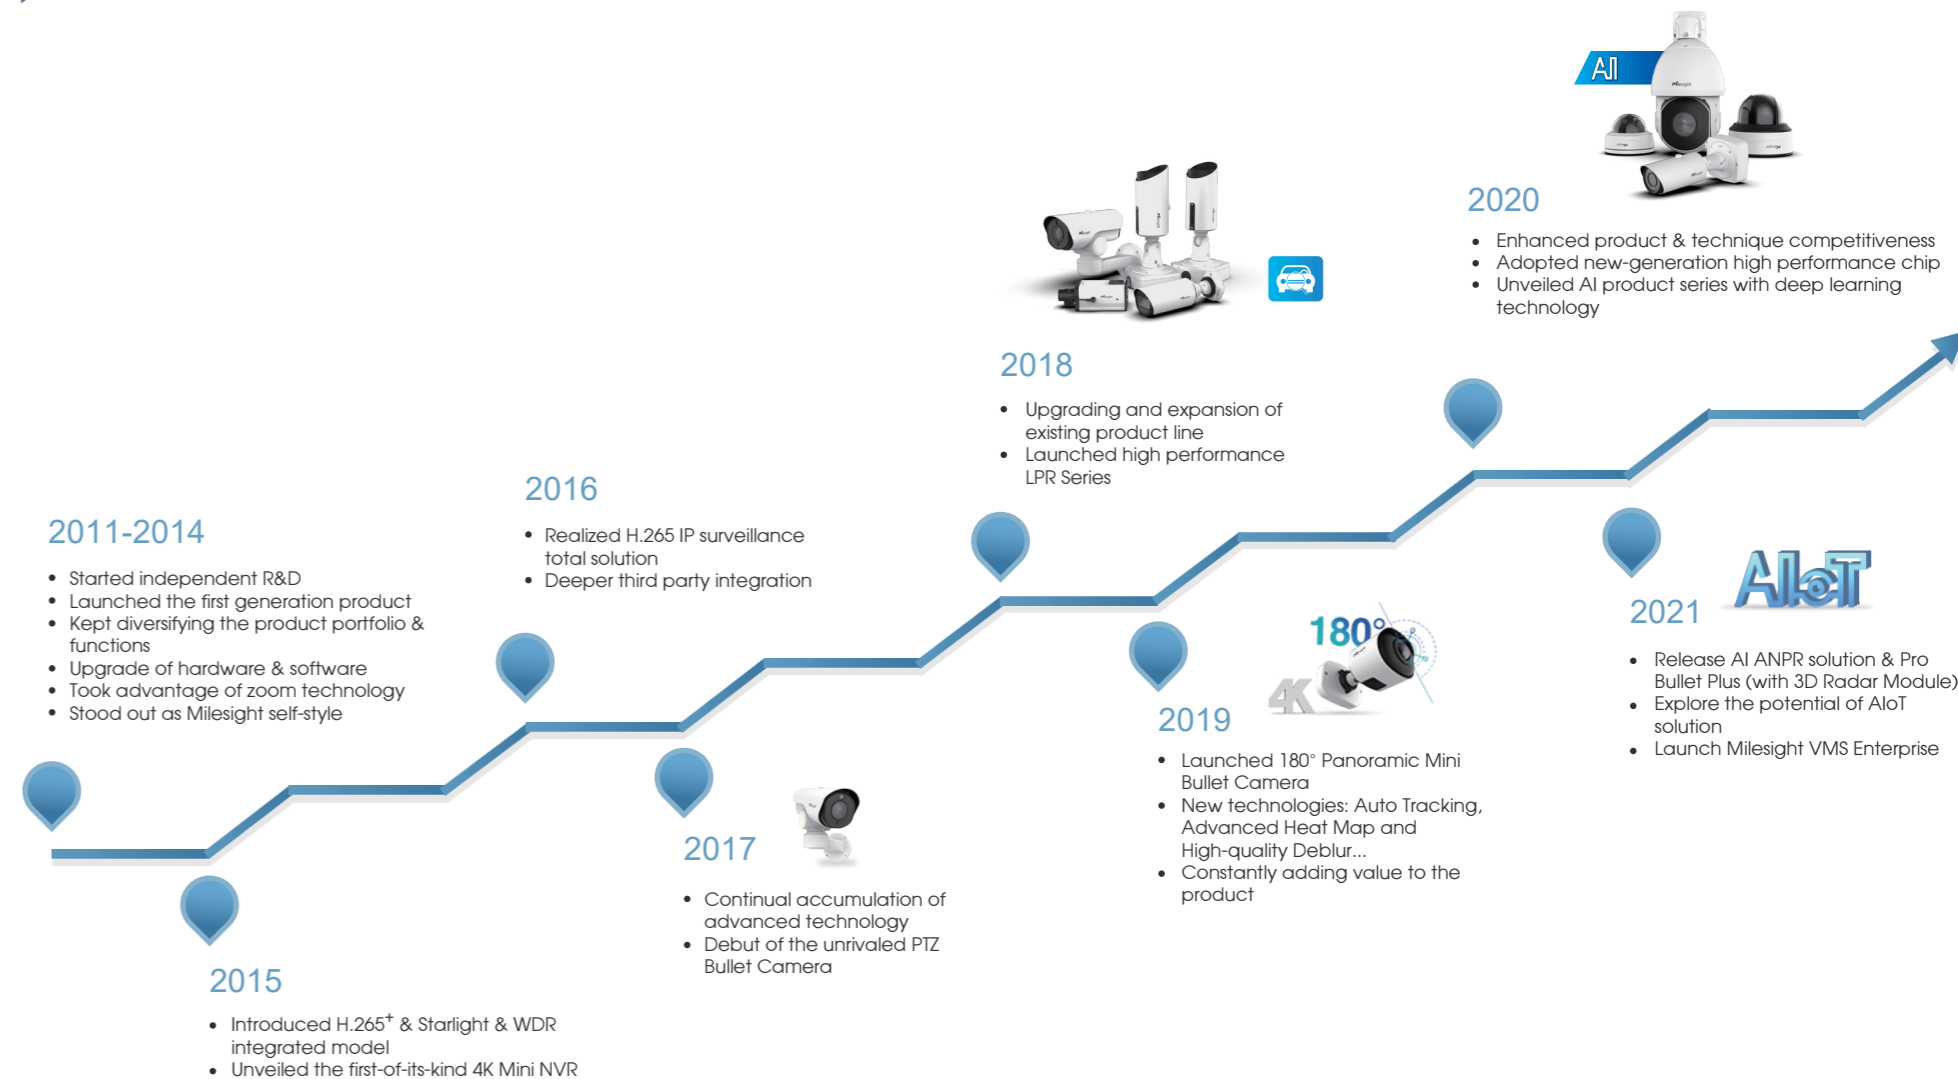 2011-2014
• Started independent R&D
• Launched the first generation product
• Kept diversifying the product portfolio &
functions
• Upgrade of hardware & software
• Took advantage of zoom technology
• Stood out as Milesight self-style
2015
• Introduced H.265+ & Starlight & WDR
integrated model
• Unveiled the first-of-its-kind 4K Mini NVR
2016
• Realized H.265 IP surveillance
total solution
• Deeper third party integration
2017
• Continual accumulation of
advanced technology
• Debut of the unrivaled PTZ
Bullet Camera
2018
• Upgrading and expansion of
existing product line
• Launched high performance
LPR Series
180°
4K
2019
• Launched 180° Panoramic Mini
Bullet Camera
• New technologies: Auto Tracking,
Advanced Heat Map and
High-quality Deblur...
• Constantly adding value to the
product
AI
Milesight
2020
• Enhanced product & technique competitiveness
• Adopted new-generation high performance chip
• Unveiled AI product series with deep learning
technology
AIoT
2021
• Release AI ANPR solution & Pro
Bullet Plus (with 3D Radar Module)
• Explore the potential of AIoT
solution
• Launch Milesight VMS Enterprise